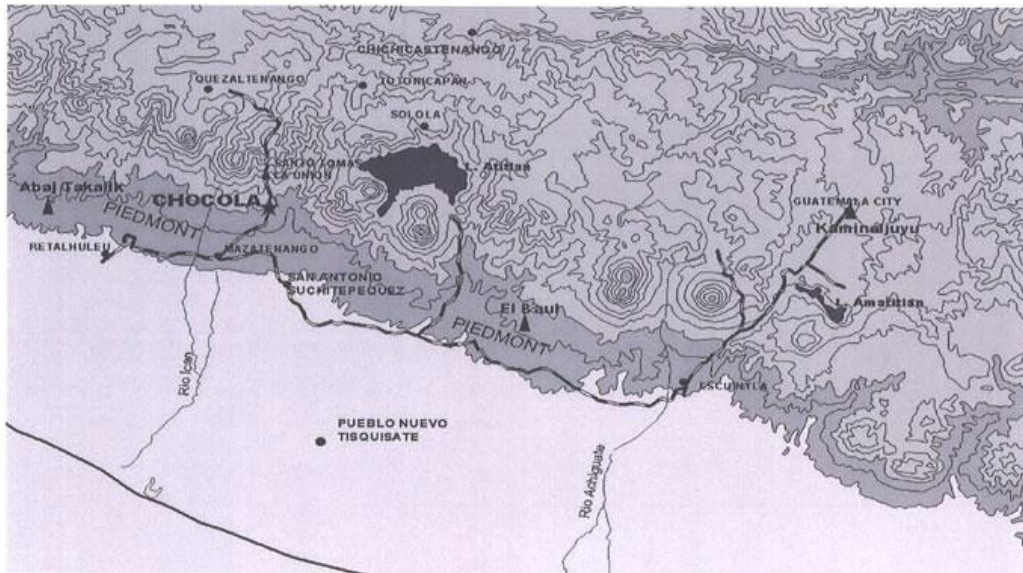 CHICHICASTENANGO
QUEZALTENANGO
TOTONICAPAN
SOLOLA
SANTO TOMAS
LA UNION
L. Atitlan
Abaj Takalik
CHOCOLA
PIEDMONT
GUATEMALA CITY
Kaminaljuyu
RETALHULEU
MAZATENANGO
SAN ANTONIO
SUCHITEPEQUEZ
El Baul
L. Amatitlan
PIEDMONT
Rio Ican
ESCUINTLA
PUEBLO NUEVO
TISQUISATE
Rio Achiguate